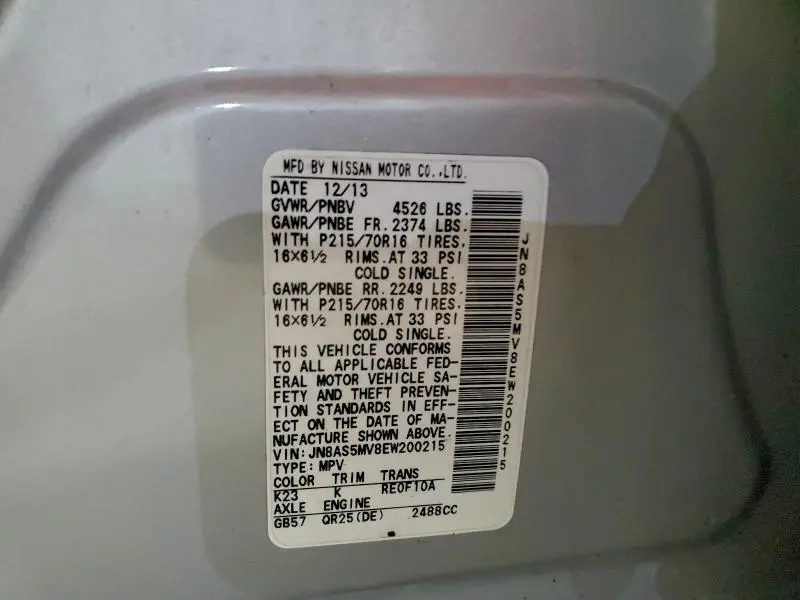 MFD BY NISSAN MOTOR CO.,LTD.
DATE 12/13
GVWR/PNBV 4526 LBS.
GAWR/PNBE FR.2374 LBS.
WITH P215/70R16 TIRES,
16×6½ RIMS.AT 33 PSI
COLD SINGLE.
GAWR/PNBE RR.2249 LBS.
WITH P215/70R16 TIRES,
16×6½ RIMS.AT 33 PSI
COLD SINGLE.
THIS VEHICLE CONFORMS
TO ALL APPLICABLE FED-
ERAL MOTOR VEHICLE SA-
FETY AND THEFT PREVEN-
TION STANDARDS IN EFF-
ECT ON THE DATE OF MA-
NUFACTURE SHOWN ABOVE.
VIN:JN8AS5MV8EW200215
TYPE:MPV
COLOR TRIM TRANS
K23 K RE0F10A
AXLE ENGINE
GB57 QR25(DE) 2488CC
JN8AS5MV8EW200215